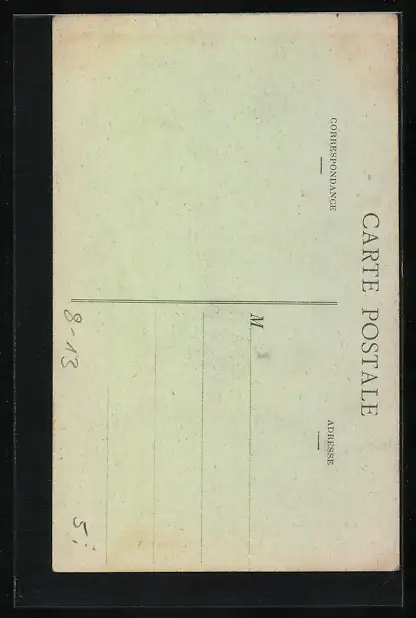 CARTE POSTALE
CORRESPONDANCE
ADRESSE
M
8-13
5;